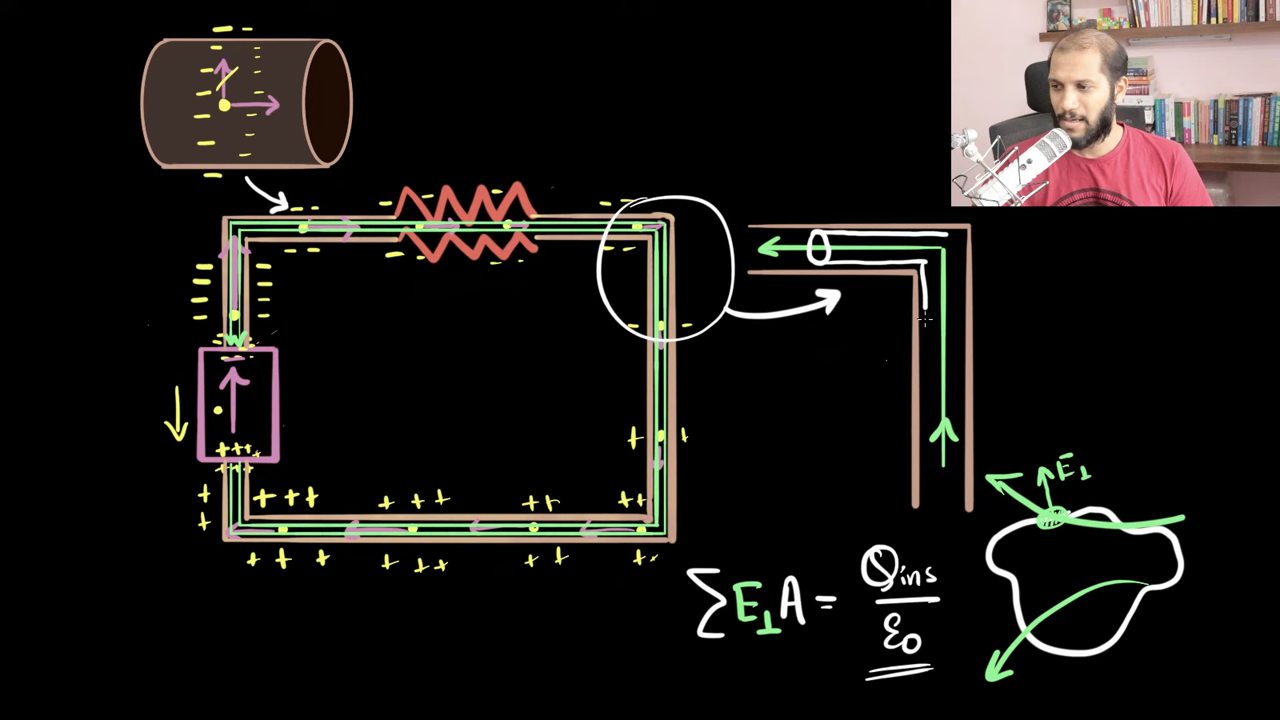 E⊥
∑ E⊥ A = Qins / ε0